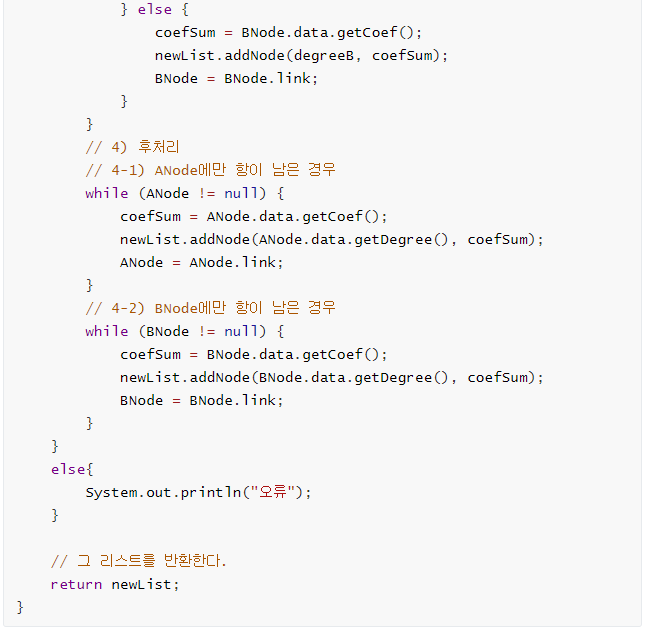 } else {
coefSum = BNode.data.getCoef();
newList.addNode(degreeB, coefSum);
BNode = BNode.link;
}
}
// 4) 후처리
// 4-1) ANode에만 항이 남은 경우
while (ANode != null) {
coefSum = ANode.data.getCoef();
newList.addNode(ANode.data.getDegree(), coefSum);
ANode = ANode.link;
}
// 4-2) BNode에만 항이 남은 경우
while (BNode != null) {
coefSum = BNode.data.getCoef();
newList.addNode(BNode.data.getDegree(), coefSum);
BNode = BNode.link;
}
}
else{
System.out.println("오류");
}
// 그 리스트를 반환한다.
return newList;
}